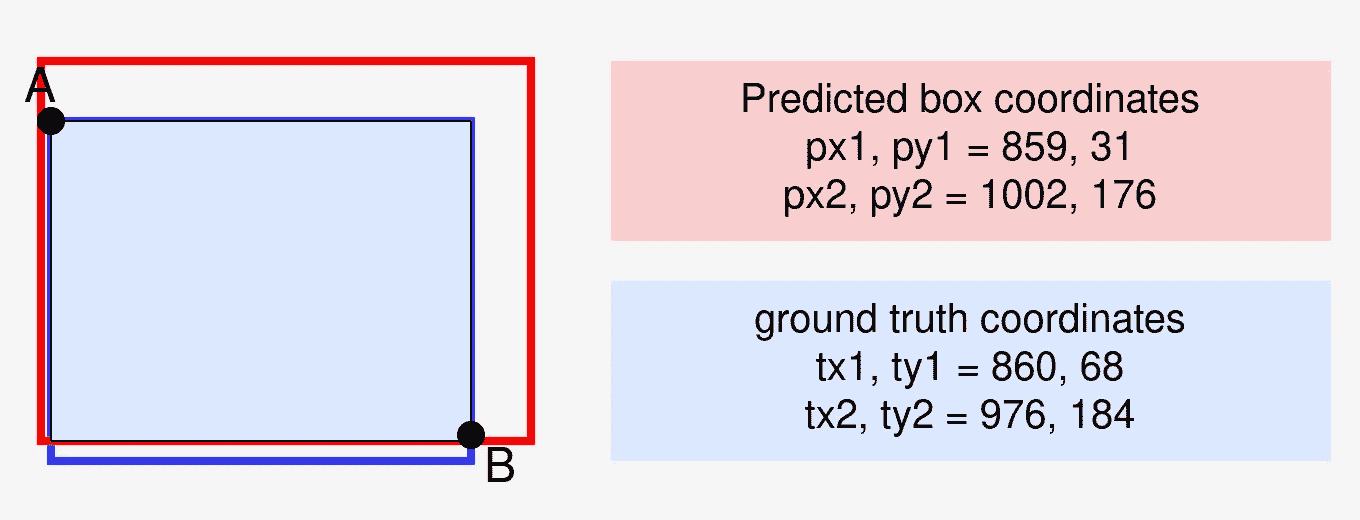 A
B
Predicted box coordinates
px1, py1 = 859, 31
px2, py2 = 1002, 176
ground truth coordinates
tx1, ty1 = 860, 68
tx2, ty2 = 976, 184